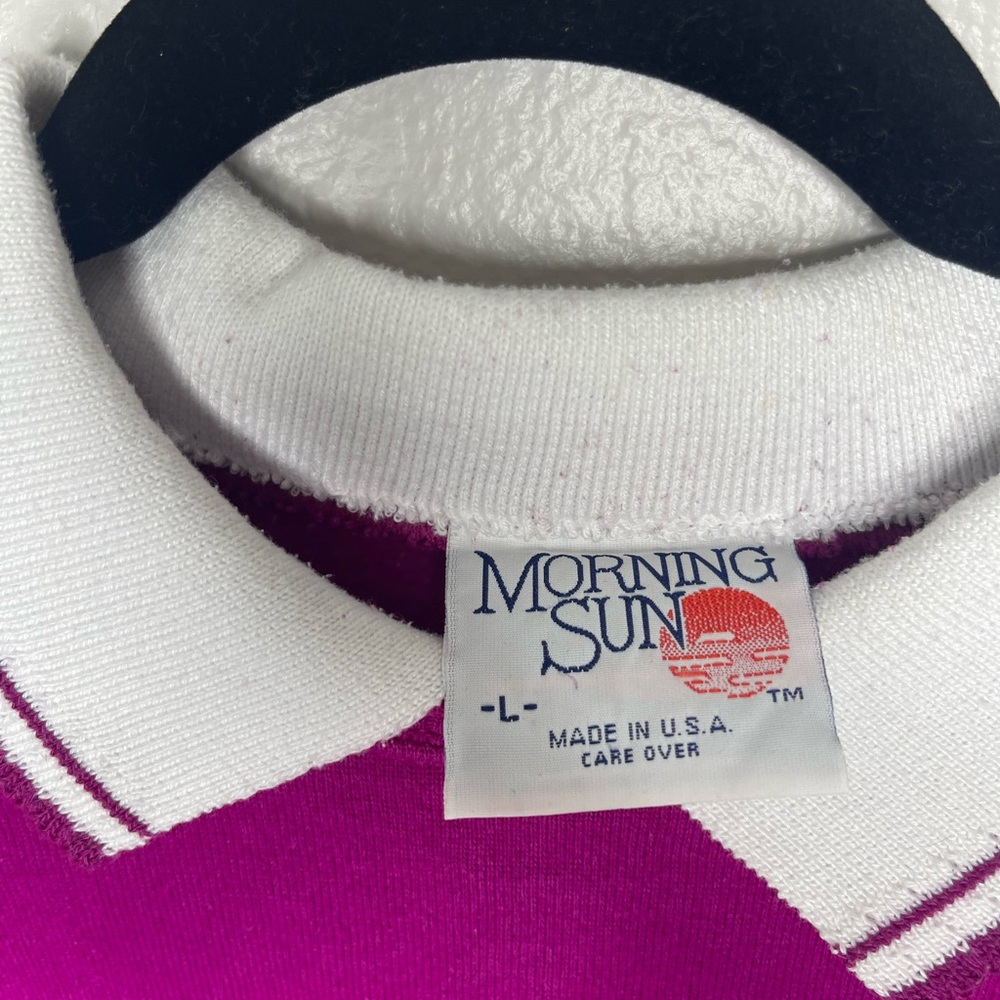 MORNING
SUN
TM
-L-
MADE IN U.S.A.
CARE OVER